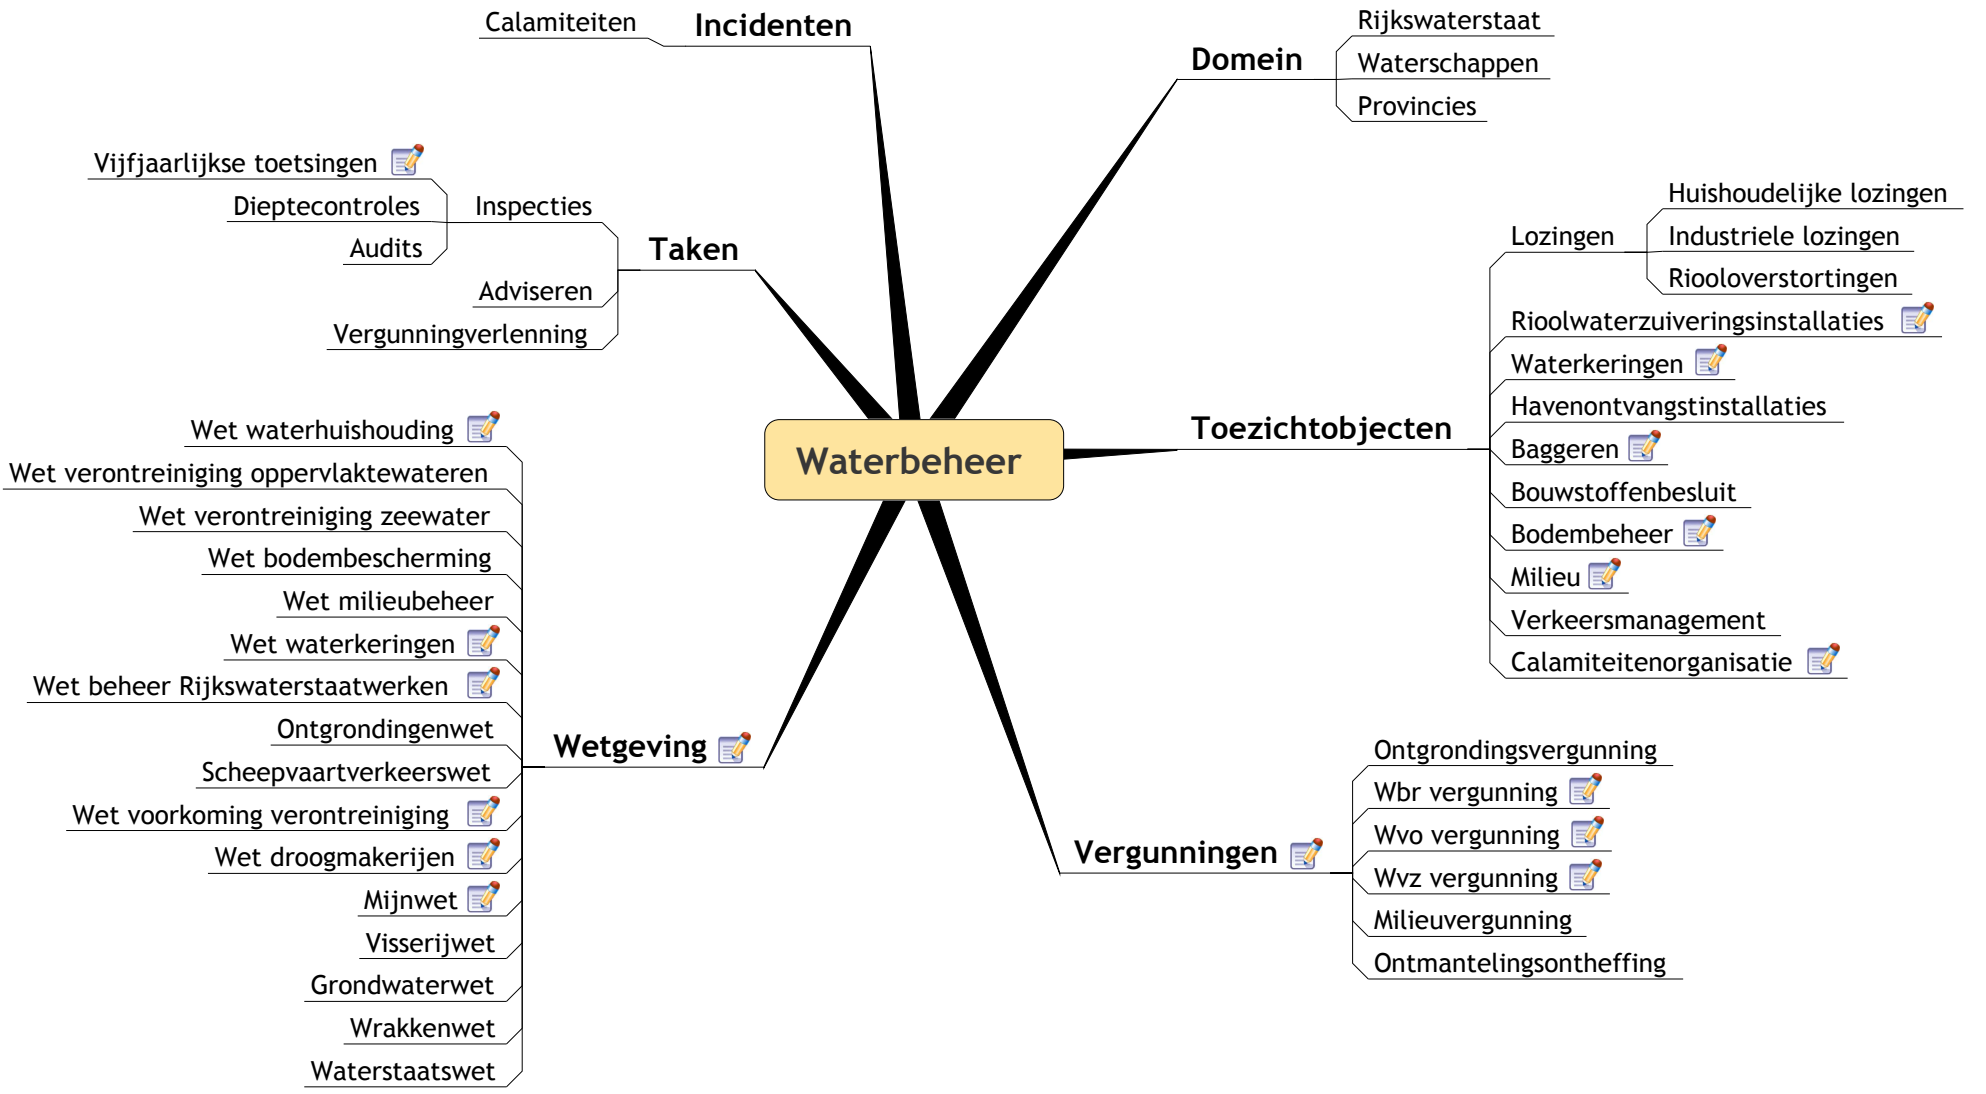 Waterbeheer
Incidenten
Calamiteiten
Domein
Rijkswaterstaat
Waterschappen
Provincies
Taken
Inspecties
Vijfjaarlijkse toetsingen
Dieptecontroles
Audits
Adviseren
Vergunningverlenning
Toezichtobjecten
Lozingen
Huishoudelijke lozingen
Industriele lozingen
Riooloverstortingen
Rioolwaterzuiveringsinstallaties
Waterkeringen
Havenontvangstinstallaties
Baggeren
Bouwstoffenbesluit
Bodembeheer
Milieu
Verkeersmanagement
Calamiteitenorganisatie
Wetgeving
Wet waterhuishouding
Wet verontreiniging oppervlaktewateren
Wet verontreiniging zeewater
Wet bodembescherming
Wet milieubeheer
Wet waterkeringen
Wet beheer Rijkswaterstaatwerken
Ontgrondingenwet
Scheepvaartverkeerswet
Wet voorkoming verontreiniging
Wet droogmakerijen
Mijnwet
Visserijwet
Grondwaterwet
Wrakkenwet
Waterstaatswet
Vergunningen
Ontgrondingsvergunning
Wbr vergunning
Wvo vergunning
Wvz vergunning
Milieuvergunning
Ontmantelingsontheffing